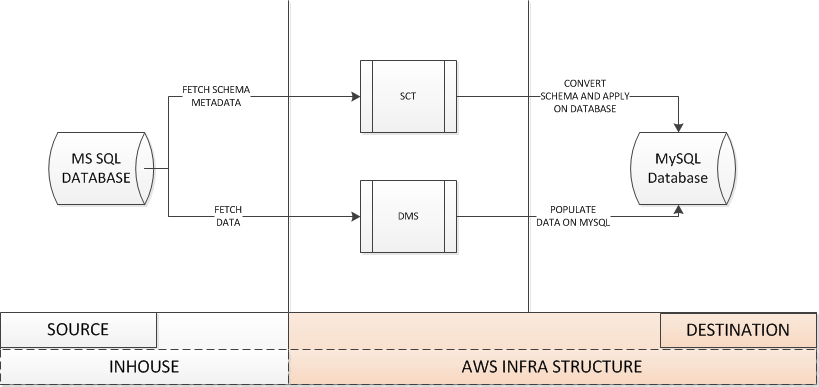 FETCH SCHEMA
METADATA
SCT
CONVERT
SCHEMA AND APPLY
ON DATABASE
MS SQL
DATABASE
MySQL
Database
FETCH
DATA
DMS
POPULATE
DATA ON MYSQL
SOURCE
DESTINATION
INHOUSE
AWS INFRA STRUCTURE